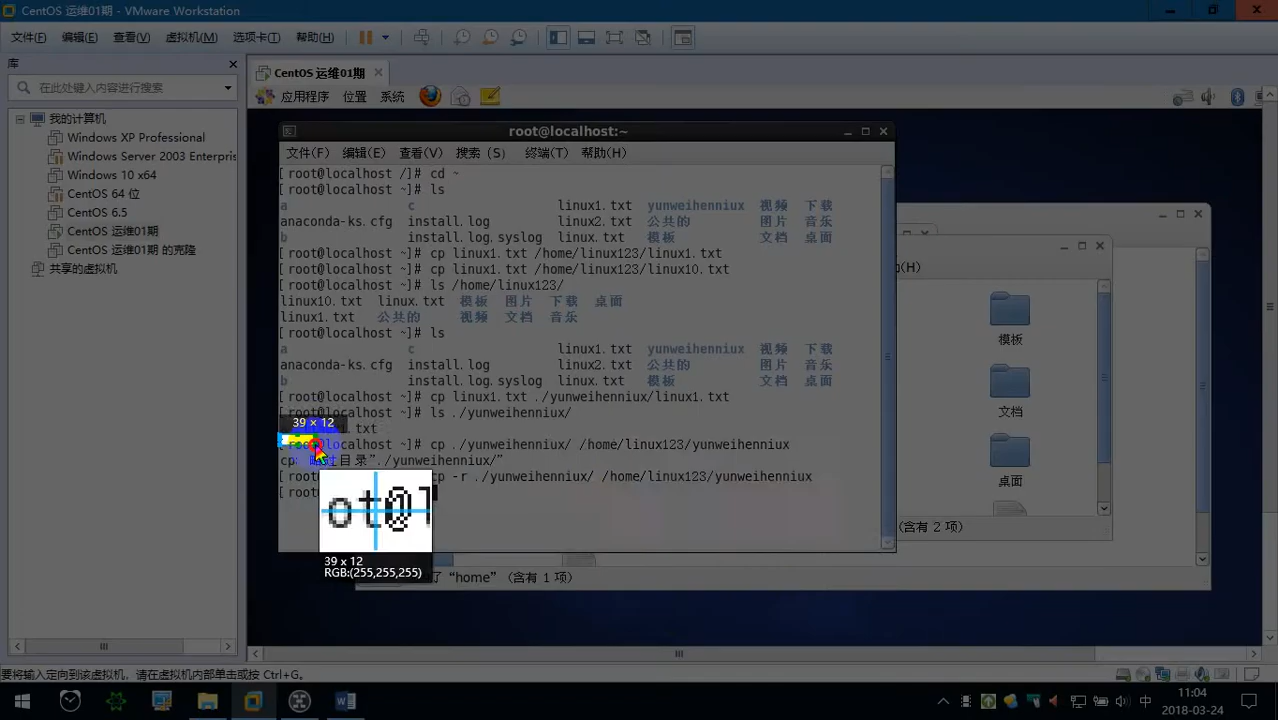 CentOS 运维01期 - VMware Workstation
文件(F) 编辑(E) 查看(V) 虚拟机(M) 选项卡(T) 帮助(H)
库
在此处键入内容进行搜索
我的计算机
Windows XP Professional
Windows Server 2003 Enterpris
Windows 10 x64
CentOS 64 位
CentOS 6.5
CentOS 运维01期
CentOS 运维01期 的克隆
共享的虚拟机
CentOS 运维01期
应用程序 位置 系统
root@localhost:~
文件(F) 编辑(E) 查看(V) 搜索 (S) 终端(T) 帮助(H)
[root@localhost /]# cd ~
[root@localhost ~]# ls
a c linux1.txt yunweihenniux 视频 下载
anaconda-ks.cfg install.log linux2.txt 公共的 图片 音乐
b install.log.syslog linux.txt 模板 文档 桌面
[root@localhost ~]# cp linux1.txt /home/linux123/linux1.txt
[root@localhost ~]# cp linux1.txt /home/linux123/linux10.txt
[root@localhost ~]# ls /home/linux123/
linux10.txt linux.txt 模板 图片 下载 桌面
linux1.txt 公共的 视频 文档 音乐
[root@localhost ~]# ls
a c linux1.txt yunweihenniux 视频 下载
anaconda-ks.cfg install.log linux2.txt 公共的 图片 音乐
b install.log.syslog linux.txt 模板 文档 桌面
[root@localhost ~]# cp linux1.txt ./yunweihenniux/linux1.txt
[root@localhost ~]# ls ./yunweihenniux/
.txt
[root@localhost ~]# cp ./yunweihenniux/ /home/linux123/yunweihenniux
cp: 略过目录"./yunweihenniux/"
cp -r ./yunweihenniux/ /home/linux123/yunweihenniux
[root
39 × 12
ot@l
39 x 12
RGB:(255,255,255)
(H)
模板
文档
桌面
(含有 2 项)
了 “home” (含有 1 项)
要将输入定向到该虚拟机，请在虚拟机内部单击或按 Ctrl+G。
中
11:04
2018-03-24